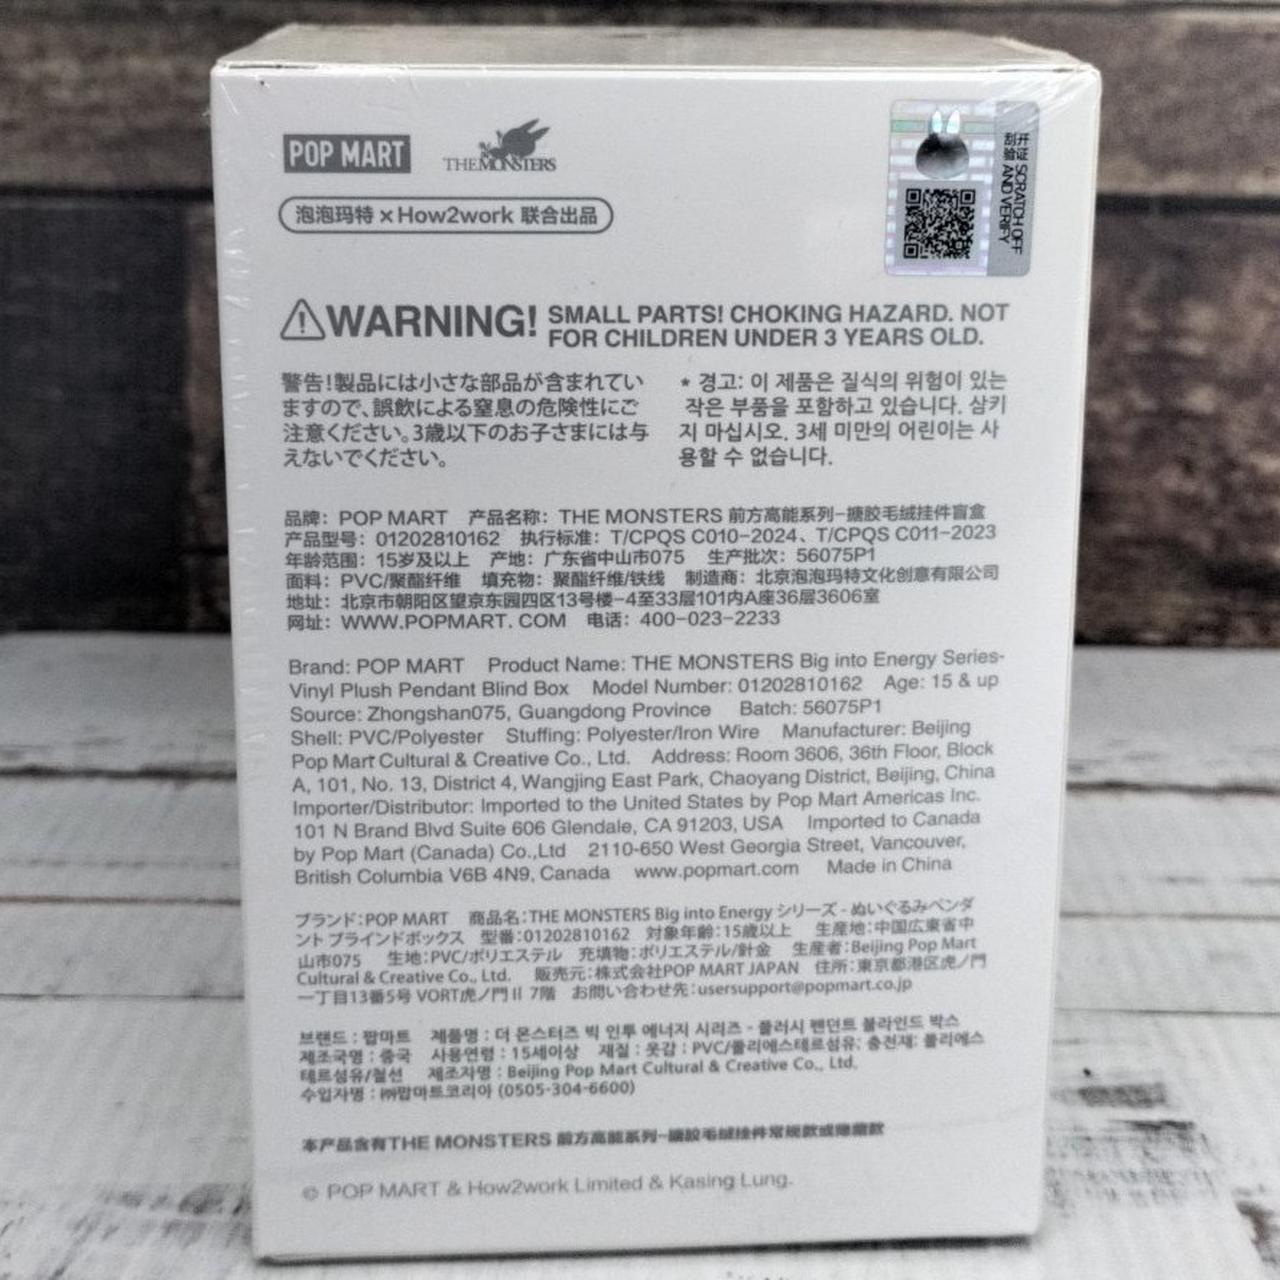 POP MART
THE MONSTERS
泡泡玛特 × How2work 联合出品
刮开
验证 SCRATCH OFF
AND VERIFY
WARNING! SMALL PARTS! CHOKING HAZARD. NOT
FOR CHILDREN UNDER 3 YEARS OLD.
警告!製品には小さな部品が含まれてい
ますので、誤飲による窒息の危険性にご
注意ください。3歳以下のお子さまには与
えないでください。
* 경고: 이 제품은 질식의 위험이 있는
작은 부품을 포함하고 있습니다. 삼키
지 마십시오. 3세 미만의 어린이는 사
용할 수 없습니다.
品牌：POP MART 产品名称：THE MONSTERS 前方高能系列-搪胶毛绒挂件盲盒
产品型号：01202810162 执行标准：T/CPQS C010-2024、T/CPQS C011-2023
年龄范围：15岁及以上 产地：广东省中山市075 生产批次：56075P1
面料：PVC/聚酯纤维 填充物：聚酯纤维/铁线 制造商：北京泡泡玛特文化创意有限公司
地址：北京市朝阳区望京东园四区13号楼-4至33层101内A座36层3606室
网址：WWW.POPMART.COM 电话：400-023-2233
Brand: POP MART Product Name: THE MONSTERS Big into Energy Series-
Vinyl Plush Pendant Blind Box Model Number: 01202810162 Age: 15 & up
Source: Zhongshan075, Guangdong Province Batch: 56075P1
Shell: PVC/Polyester Stuffing: Polyester/Iron Wire Manufacturer: Beijing
Pop Mart Cultural & Creative Co., Ltd. Address: Room 3606, 36th Floor, Block
A, 101, No. 13, District 4, Wangjing East Park, Chaoyang District, Beijing, China
Importer/Distributor: Imported to the United States by Pop Mart Americas Inc.
101 N Brand Blvd Suite 606 Glendale, CA 91203, USA Imported to Canada
by Pop Mart (Canada) Co.,Ltd 2110-650 West Georgia Street, Vancouver,
British Columbia V6B 4N9, Canada www.popmart.com Made in China
ブランド:POP MART 商品名:THE MONSTERS Big into Energy シリーズ - ぬいぐるみペンダ
ント ブラインドボックス 型番:01202810162 対象年齢:15歳以上 生産地:中国広東省中
山市075 生地:PVC/ポリエステル 充填物:ポリエステル/針金 生産者:Beijing Pop Mart
Cultural & Creative Co., Ltd. 販売元:株式会社POP MART JAPAN 住所:東京都港区虎ノ門
一丁目13番5号 VORT虎ノ門Ⅱ 7階 お問い合わせ先:usersupport@popmart.co.jp
브랜드 : 팝마트 제품명 : 더 몬스터즈 빅 인투 에너지 시리즈 - 플러시 펜던트 블라인드 박스
제조국명 : 중국 사용연령 : 15세이상 재질 : 옷감 : PVC/폴리에스테르섬유; 충전재: 폴리에스
테르섬유/철선 제조자명 : Beijing Pop Mart Cultural & Creative Co., Ltd.
수입자명 : ㈜팝마트코리아 (0505-304-6600)
本产品含有THE MONSTERS 前方高能系列-搪胶毛绒挂件常规款或隐藏款
© POP MART & How2work Limited & Kasing Lung.